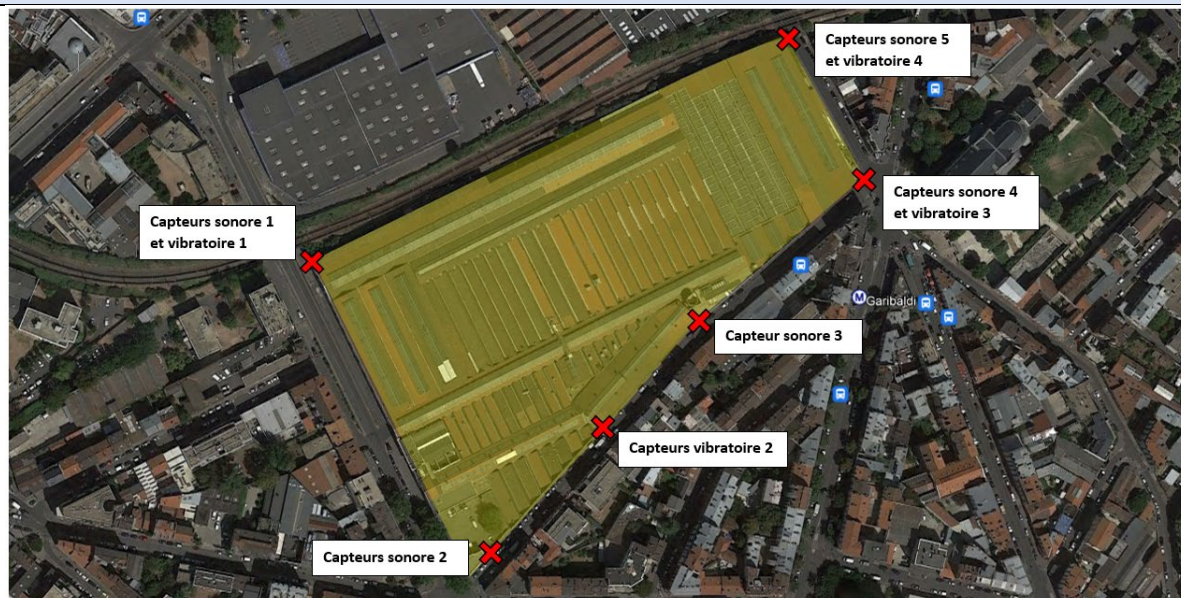 Capteurs sonore 5
et vibratoire 4
Capteurs sonore 4
et vibratoire 3
Capteurs sonore 1
et vibratoire 1
M Garibaldi
Capteur sonore 3
Capteurs vibratoire 2
Capteurs sonore 2